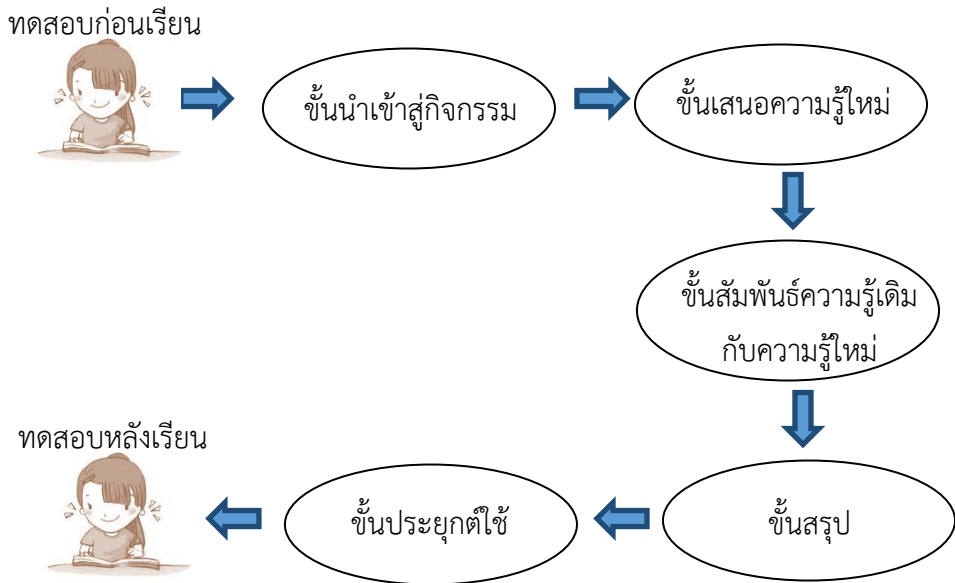 ทดสอบก่อนเรียน
ขั้นนำเข้าสู่กิจกรรม
ขั้นเสนอความรู้ใหม่
ขั้นสัมพันธ์ความรู้เดิม
กับความรู้ใหม่
ขั้นสรุป
ขั้นประยุกต์ใช้
ทดสอบหลังเรียน